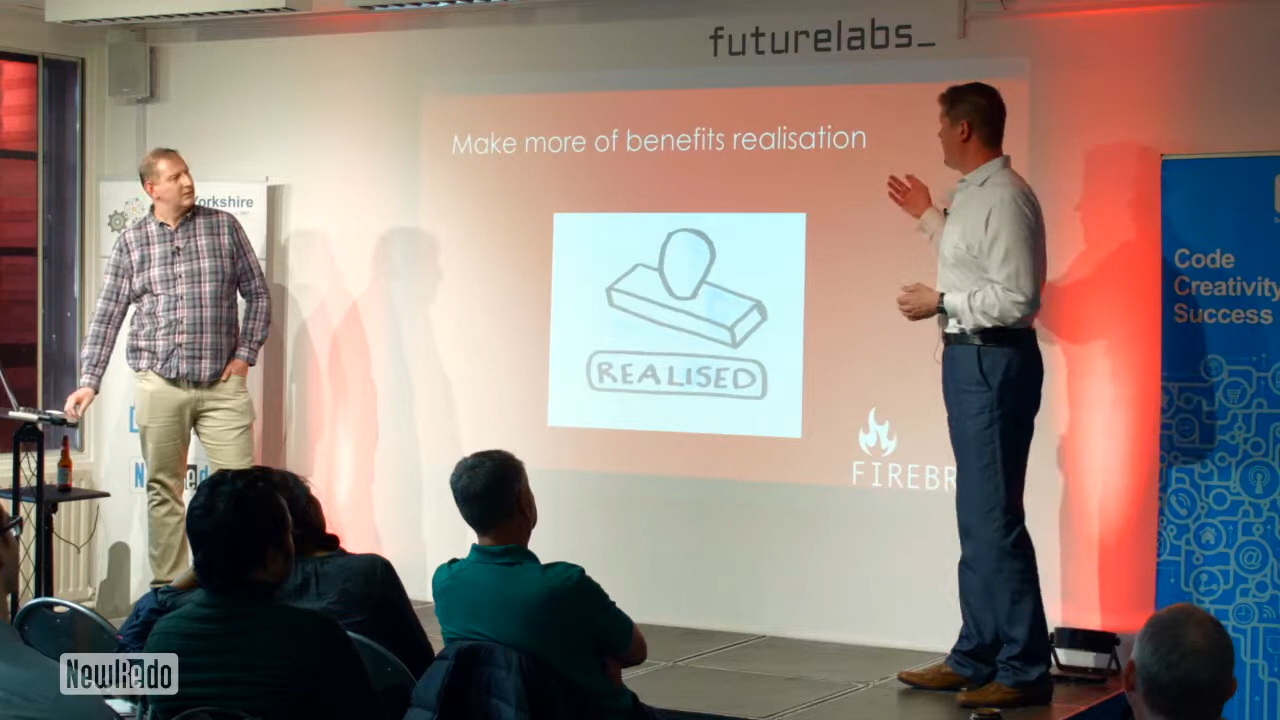 futurelabs_
Make more of benefits realisation
REALISED
FIREBR
orkshire
Code
Creativity
Success
NewRedo